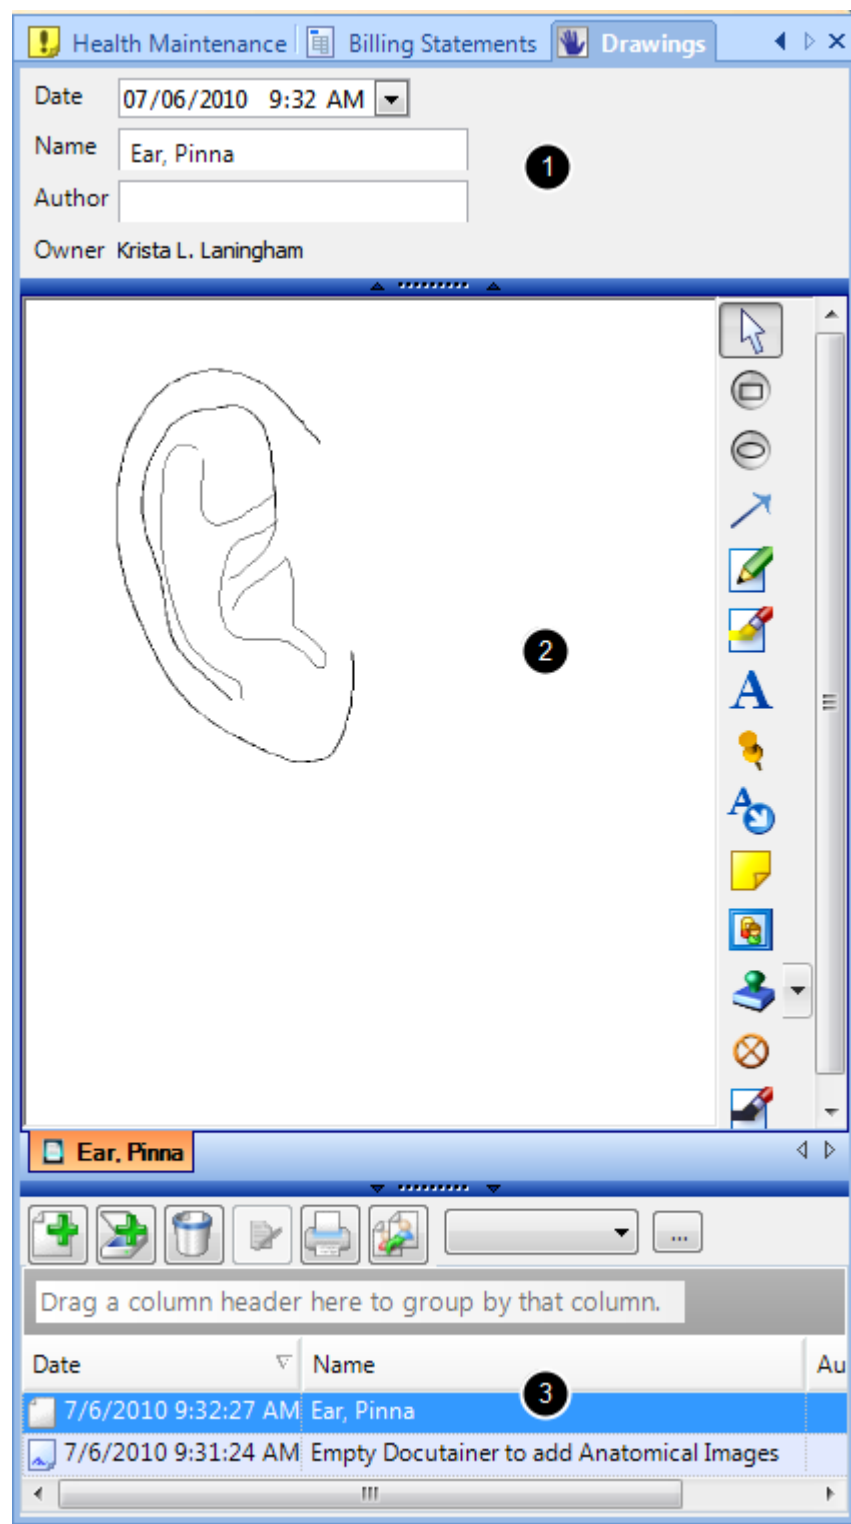 Health Maintenance Billing Statements Drawings
Date 07/06/2010 9:32 AM
Name Ear, Pinna
1
Author
Owner Krista L. Laningham
2
A
A
Ear, Pinna
...
Drag a column header here to group by that column.
Date Name Au
3
7/6/2010 9:32:27 AM Ear, Pinna
7/6/2010 9:31:24 AM Empty Docutainer to add Anatomical Images